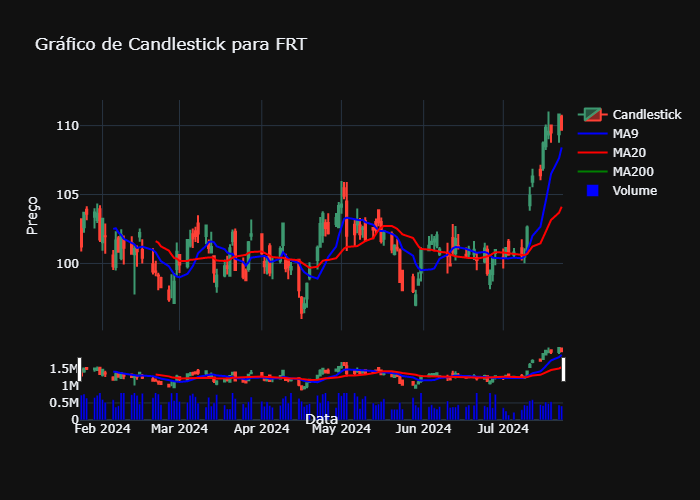 Gráfico de Candlestick para FRT
Candlestick
MA9
MA20
MA200
Volume
Preço
110
105
100
1.5M
1M
0.5M
0
Data
Feb 2024
Mar 2024
Apr 2024
May 2024
Jun 2024
Jul 2024